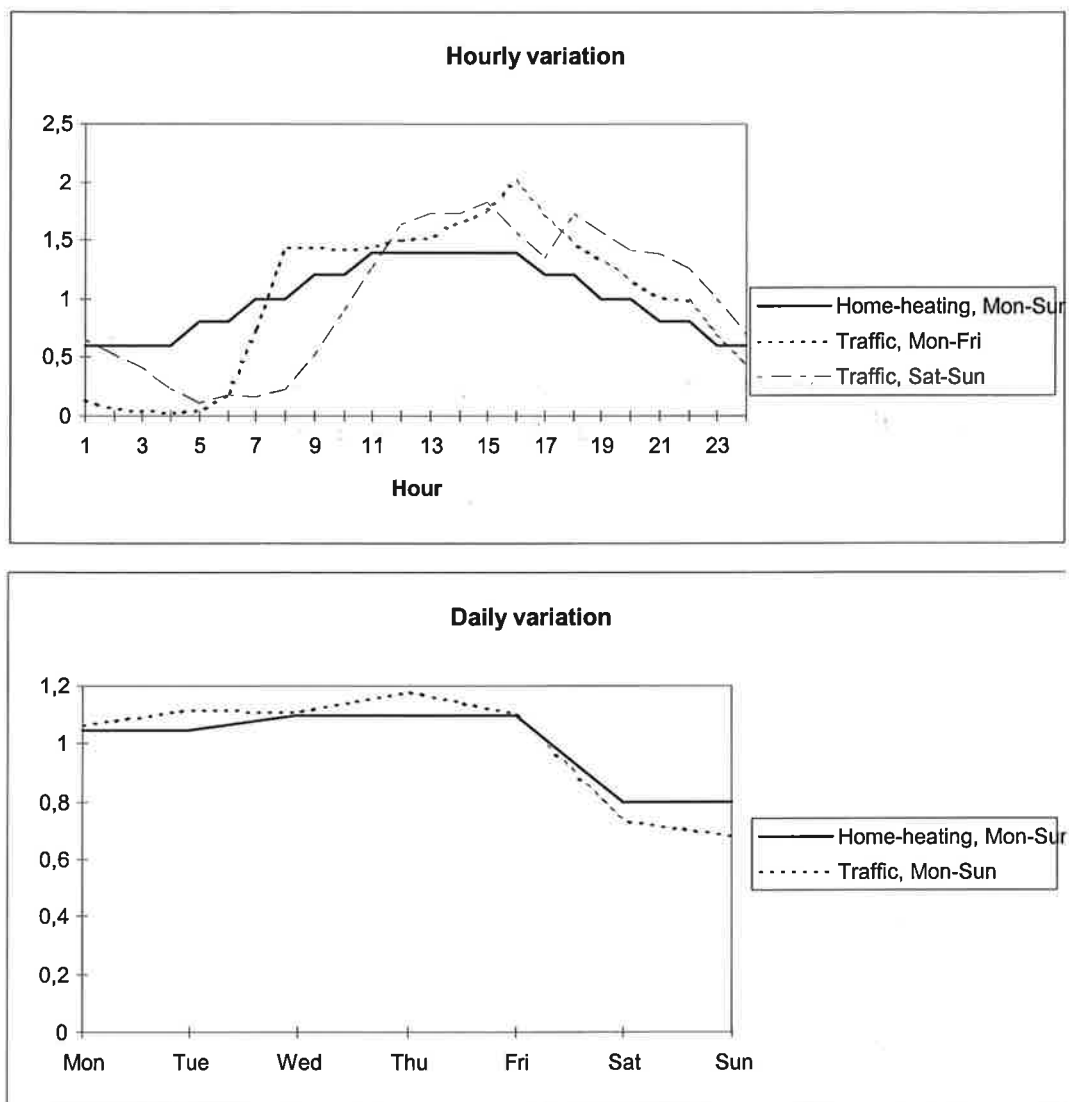 Hourly variation
2,5
2
1,5
1
0,5
0
1 3 5 7 9 11 13 15 17 19 21 23
Hour
Home-heating, Mon-Sur
Traffic, Mon-Fri
Traffic, Sat-Sun
Daily variation
1,2
1
0,8
0,6
0,4
0,2
0
Mon Tue Wed Thu Fri Sat Sun
Home-heating, Mon-Sur
Traffic, Mon-Sun